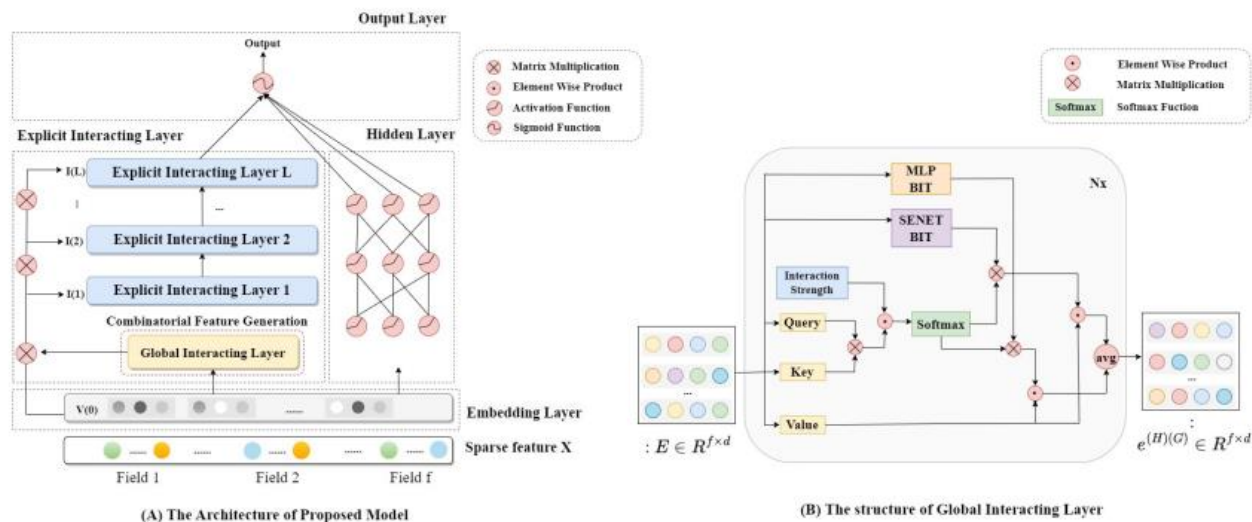 Output Layer
Output
Matrix Multiplication
Element Wise Product
Activation Function
Sigmoid Function
Explicit Interacting Layer
Hidden Layer
I(L)
Explicit Interacting Layer L
...
I(2)
Explicit Interacting Layer 2
I(1)
Explicit Interacting Layer 1
Combinatorial Feature Generation
Global Interacting Layer
V(0)
......
Embedding Layer
...... ...... ...... ...... ......
Sparse feature X
Field 1
Field 2
Field f
(A) The Architecture of Proposed Model
Element Wise Product
Matrix Multiplication
Softmax
Softmax Fuction
MLP
BIT
Nx
SENET
BIT
Interaction
Strength
Query
Softmax
Key
Value
avg
...
: E ∈ R^{f×d}
...
:
e^{(H)(G)} ∈ R^{f×d}
(B) The structure of Global Interacting Layer